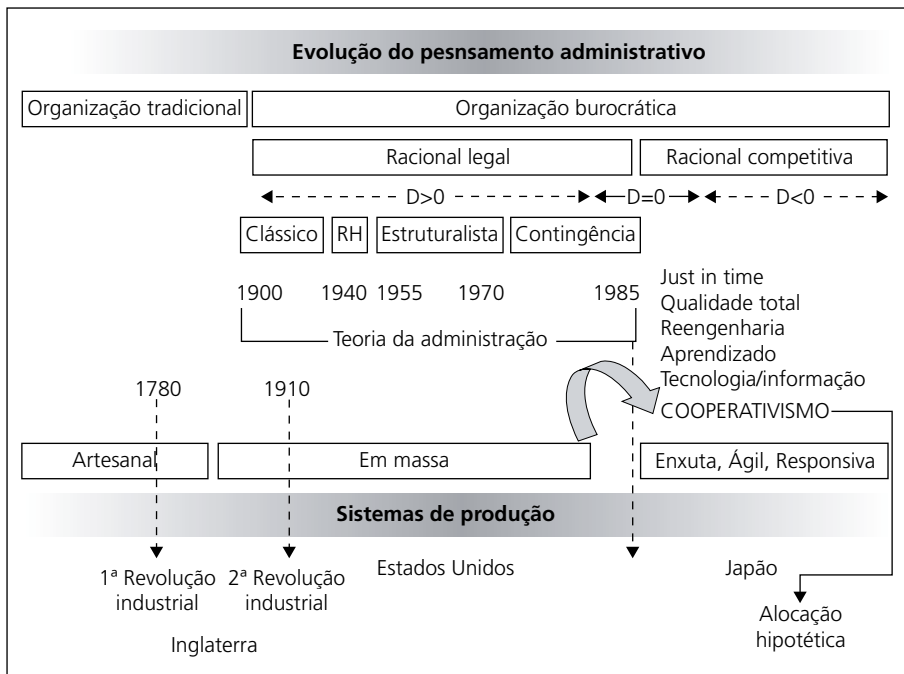 Evolução do pesnsamento administrativo
Organização tradicional
Organização burocrática
Racional legal
Racional competitiva
D>0
D=0
D<0
Clássico
RH
Estruturalista
Contingência
1900
1940
1955
1970
1985
Teoria da administração
Just in time
Qualidade total
Reengenharia
Aprendizado
Tecnologia/informação
COOPERATIVISMO
1780
1910
Artesanal
Em massa
Enxuta, Ágil, Responsiva
Sistemas de produção
1ª Revolução
industrial
2ª Revolução
industrial
Estados Unidos
Japão
Inglaterra
Alocação
hipotética